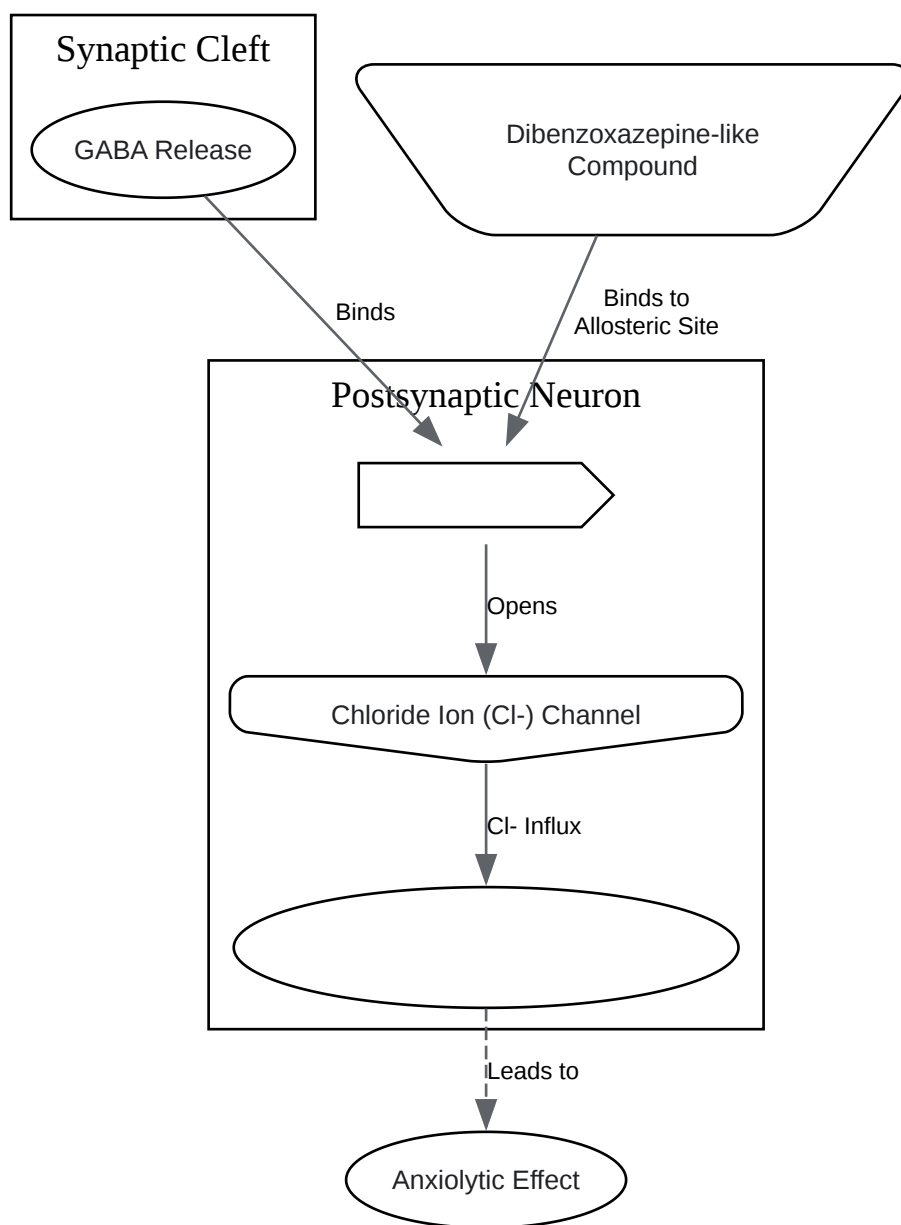 Synaptic Cleft
GABA Release
Dibenzoxazepine-like
Compound
Binds
Binds to
Allosteric Site
Postsynaptic Neuron
Opens
Chloride Ion (Cl-) Channel
Cl- Influx
Leads to
Anxiolytic Effect